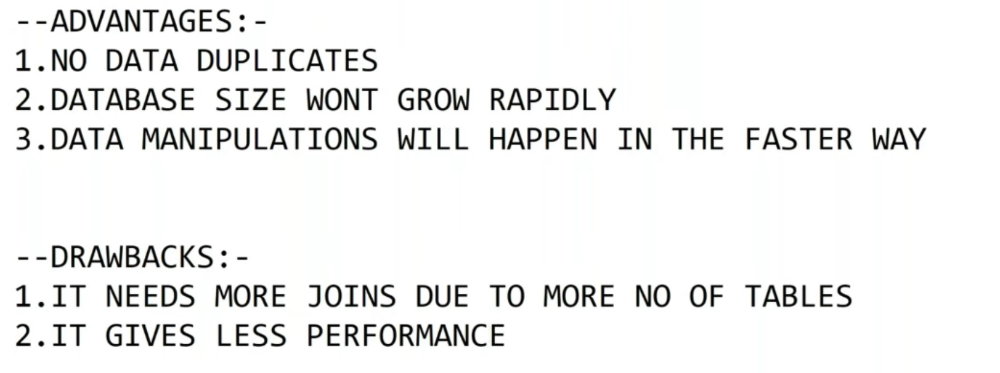 --ADVANTAGES:-
1.NO DATA DUPLICATES
2.DATABASE SIZE WONT GROW RAPIDLY
3.DATA MANIPULATIONS WILL HAPPEN IN THE FASTER WAY
--DRAWBACKS:-
1.IT NEEDS MORE JOINS DUE TO MORE NO OF TABLES
2.IT GIVES LESS PERFORMANCE